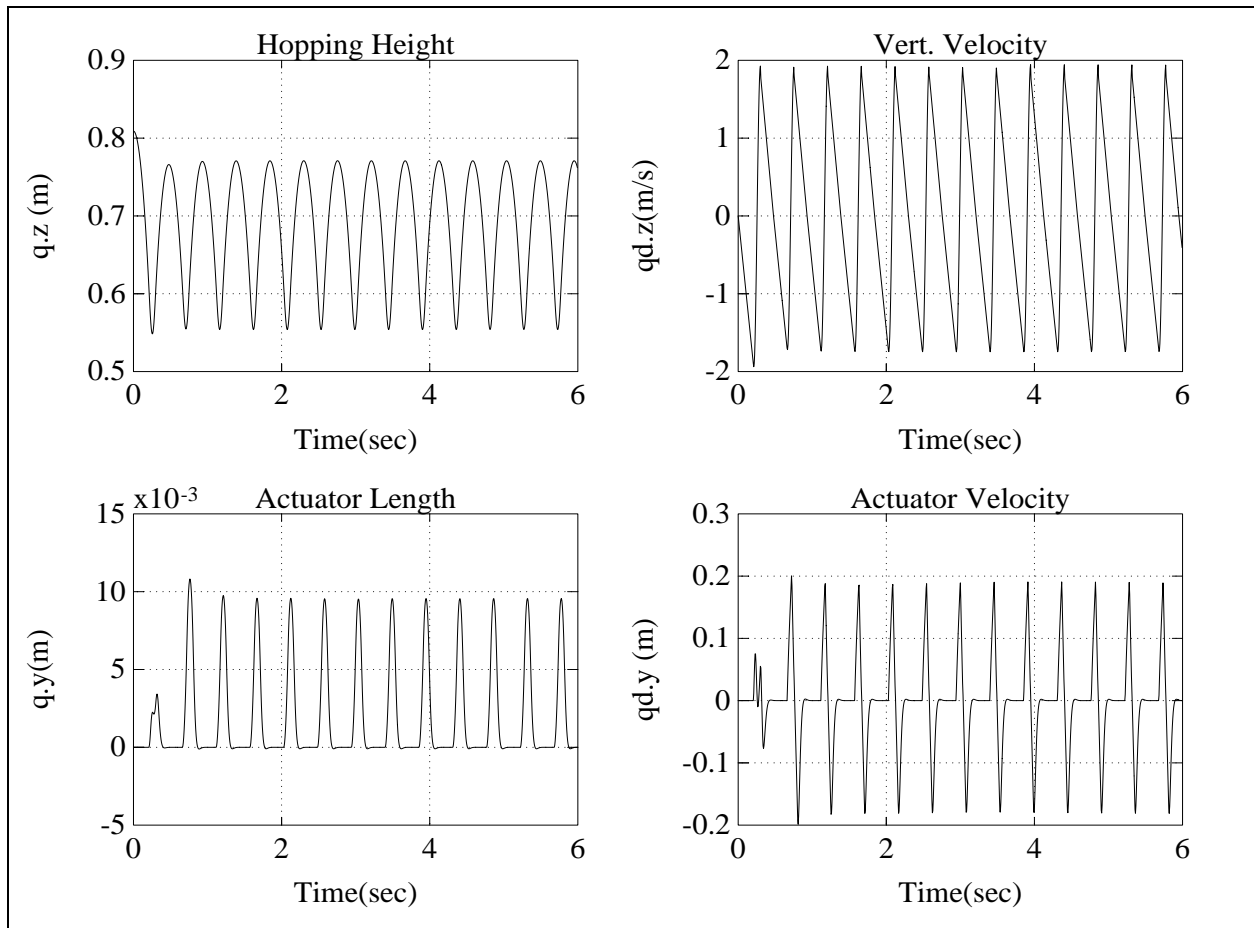 Hopping Height
0.9
0.8
0.7
0.6
0.5
q.z (m)
0 2 4 6
Time(sec)
Vert. Velocity
2
1
0
-1
-2
qd.z(m/s)
0 2 4 6
Time(sec)
x10-3
Actuator Length
15
10
5
0
-5
q.y(m)
0 2 4 6
Time(sec)
Actuator Velocity
0.3
0.2
0.1
0
-0.1
-0.2
qd.y (m)
0 2 4 6
Time(sec)